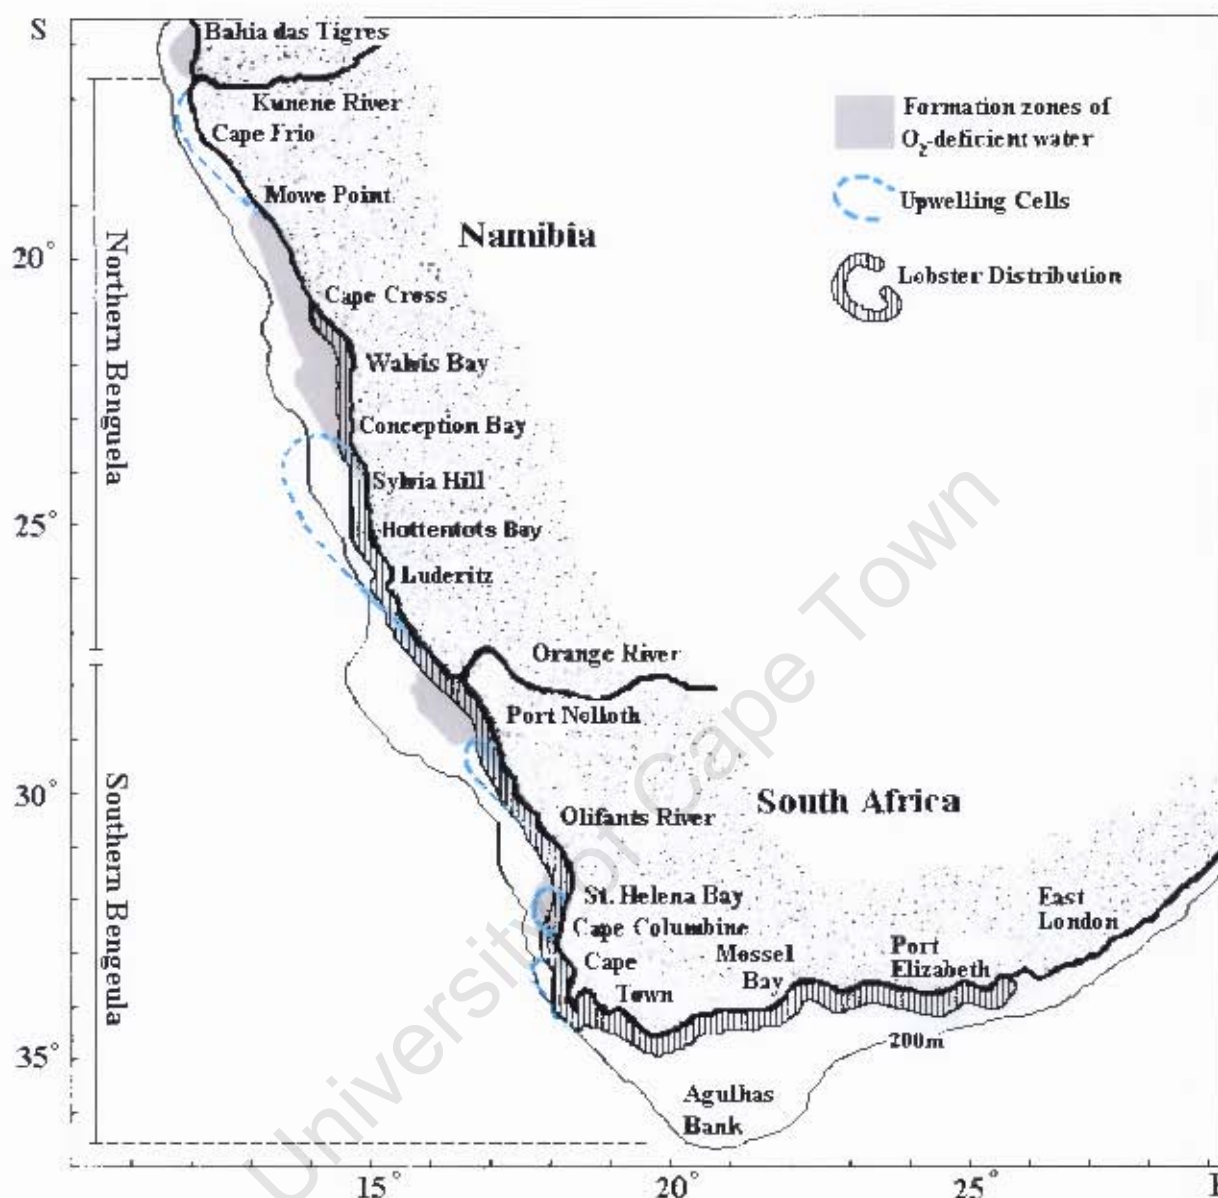 S
Bahia das Tigres
Kunene River
Cape Frio
Mowe Point
Namibia
Formation zones of
O₂-deficient water
Upwelling Cells
Lobster Distribution
20°
Northern Benguela
Cape Cross
Walvis Bay
Conception Bay
Sylvia Hill
25°
Hottentots Bay
Luderitz
Orange River
Port Nolloth
30°
Southern Bengeula
Olifants River
South Africa
St. Helena Bay
Cape Columbine
Cape
Town
Mossel
Bay
Port
Elizabeth
East
London
200m
35°
Agulhas
Bank
15°
20°
25°
University of Cape Town